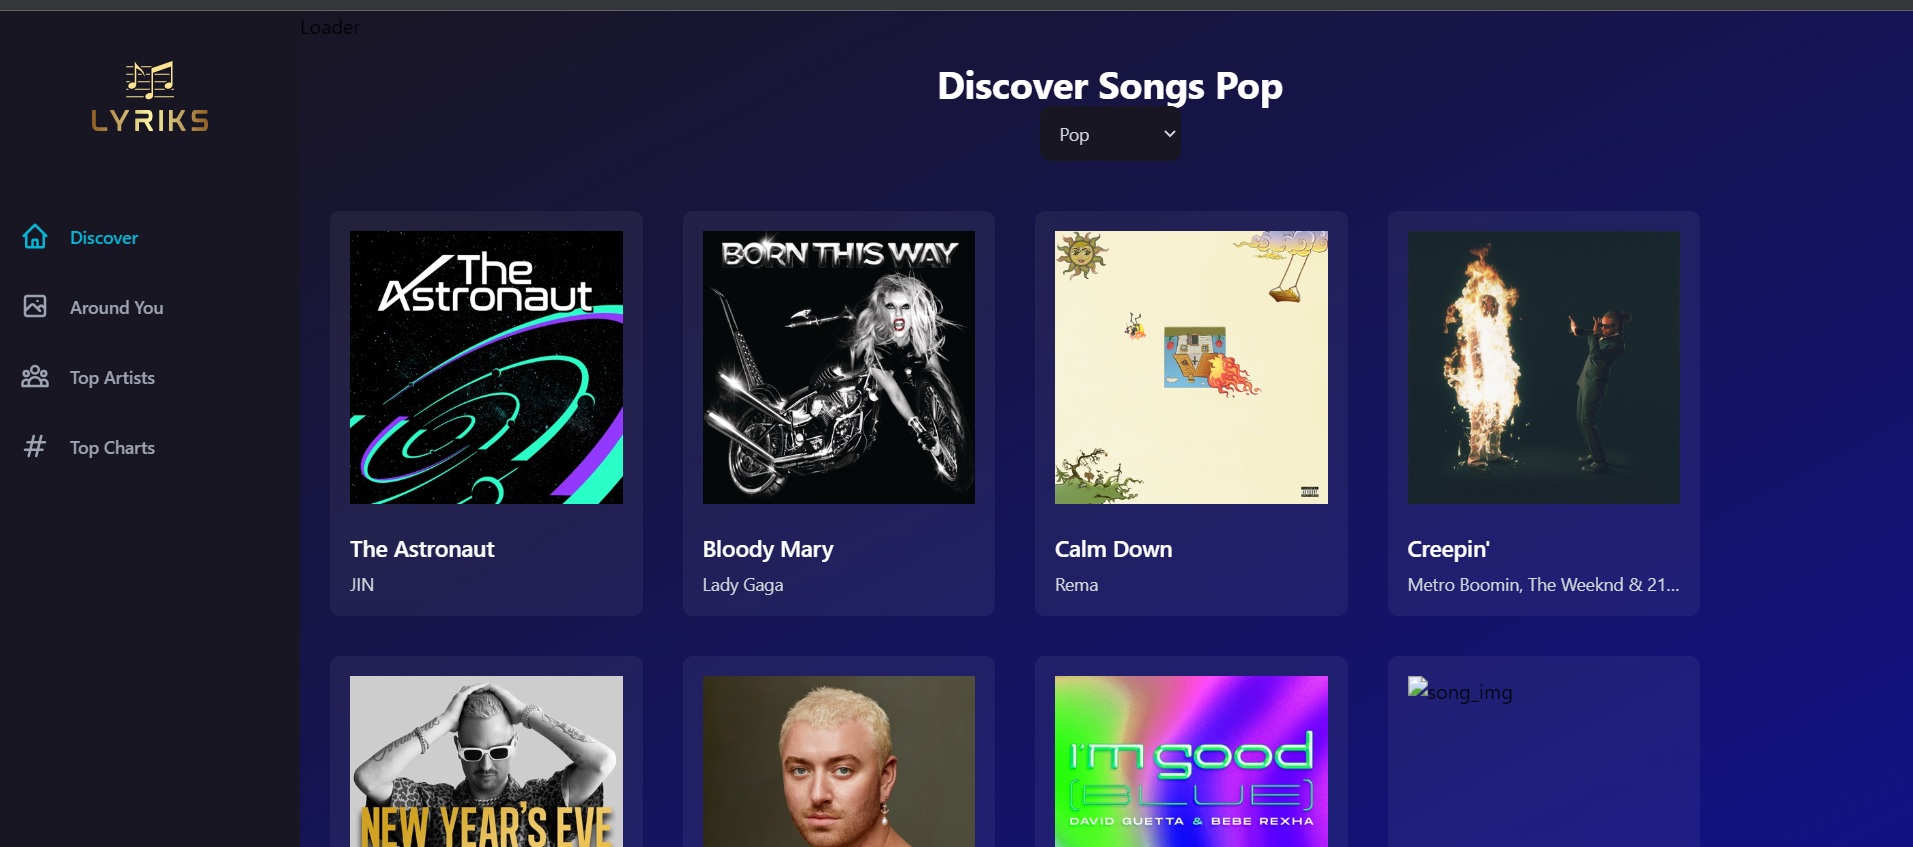 Loader
LYRIKS
Discover Songs Pop
Pop
Discover
Around You
Top Artists
Top Charts
The
Astronaut
BORN THIS WAY
The Astronaut
JIN
Bloody Mary
Lady Gaga
Calm Down
Rema
Creepin'
Metro Boomin, The Weeknd & 21...
NEW YEAR'S EVE
I'm good
(BLUE)
DAVID GUETTA & BEBE REXHA
song_img